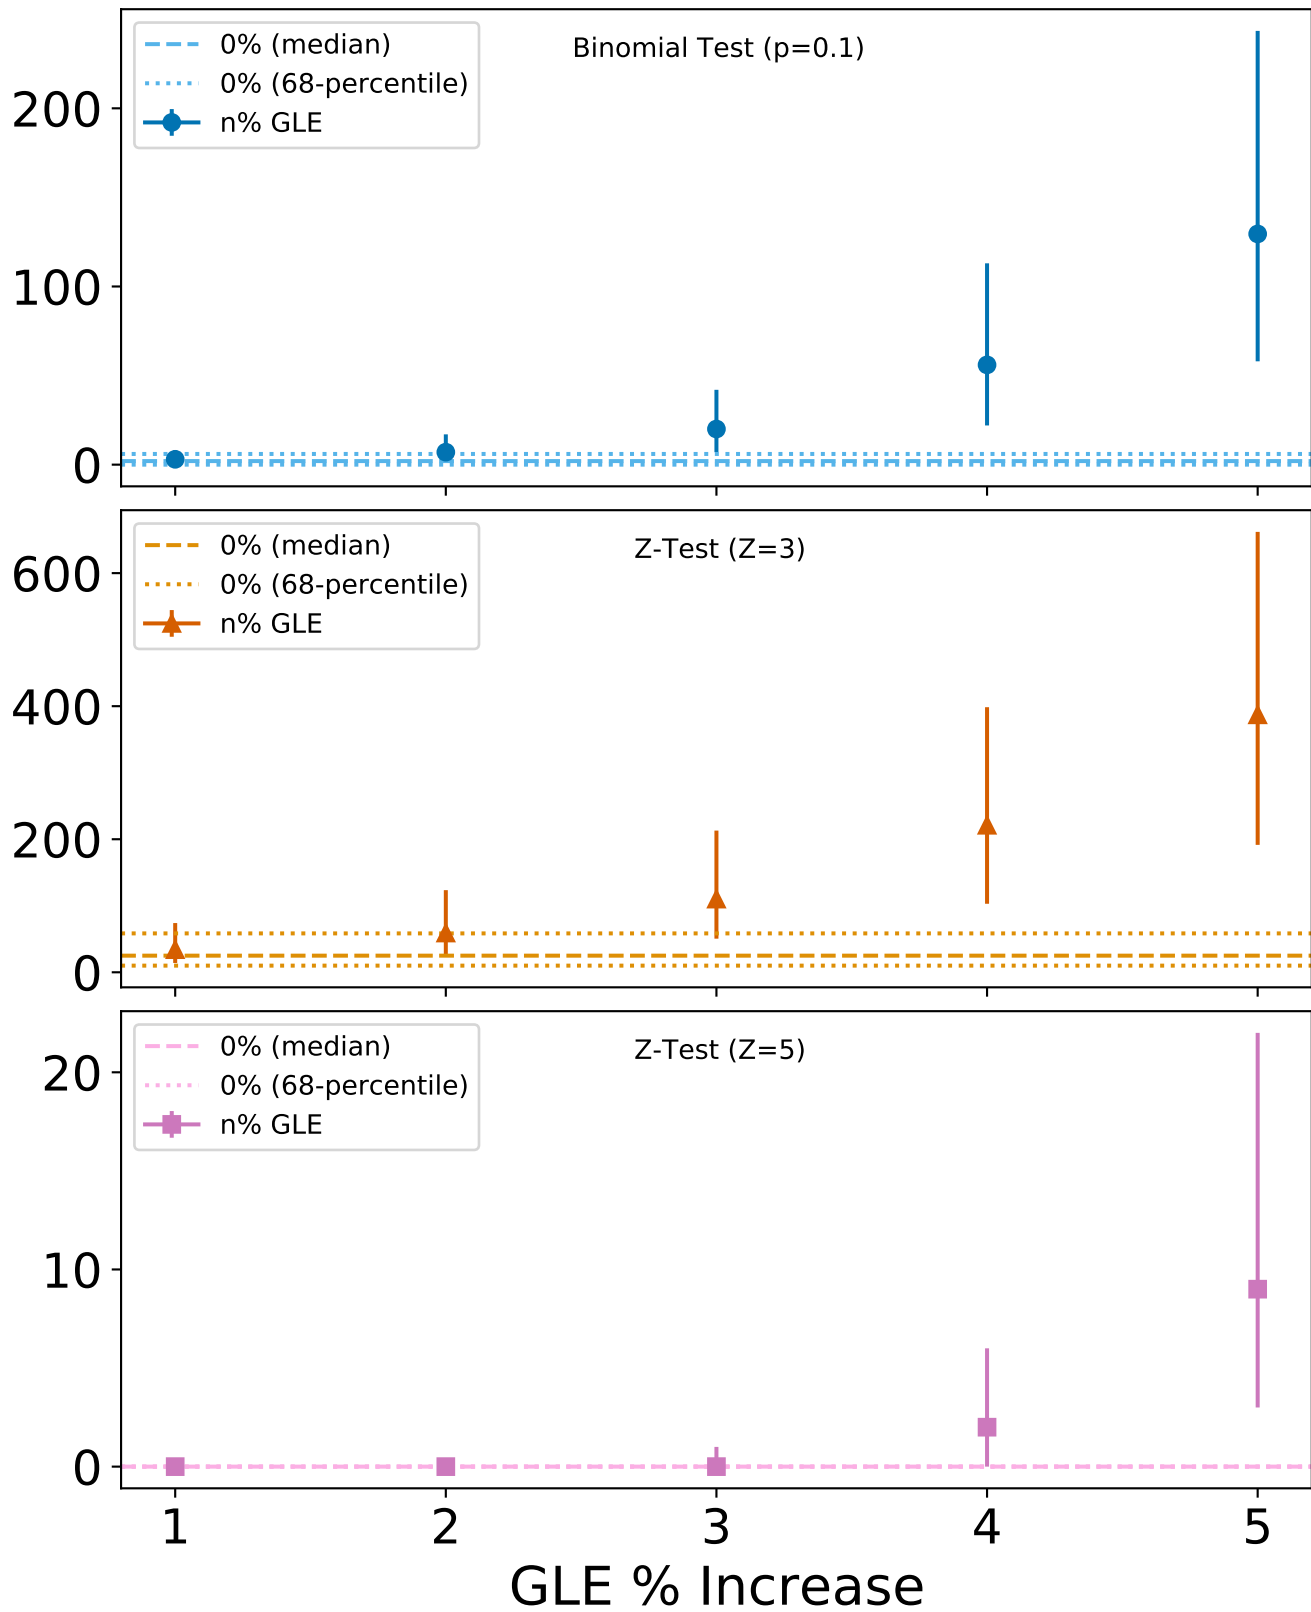 0% (median)
0% (68-percentile)
n% GLE
Binomial Test (p=0.1)
200
100
0
0% (median)
0% (68-percentile)
n% GLE
Z-Test (Z=3)
600
400
200
0
0% (median)
0% (68-percentile)
n% GLE
Z-Test (Z=5)
20
10
0
1 2 3 4 5
GLE % Increase